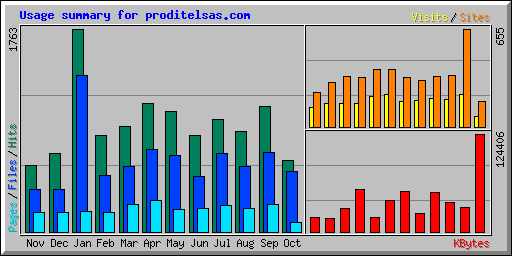 Usage summary for proditelsas.com
Visits / Sites
1763
655
Pages / Files / Hits
124406
Nov Dec Jan Feb Mar Apr May Jun Jul Aug Sep Oct
KBytes